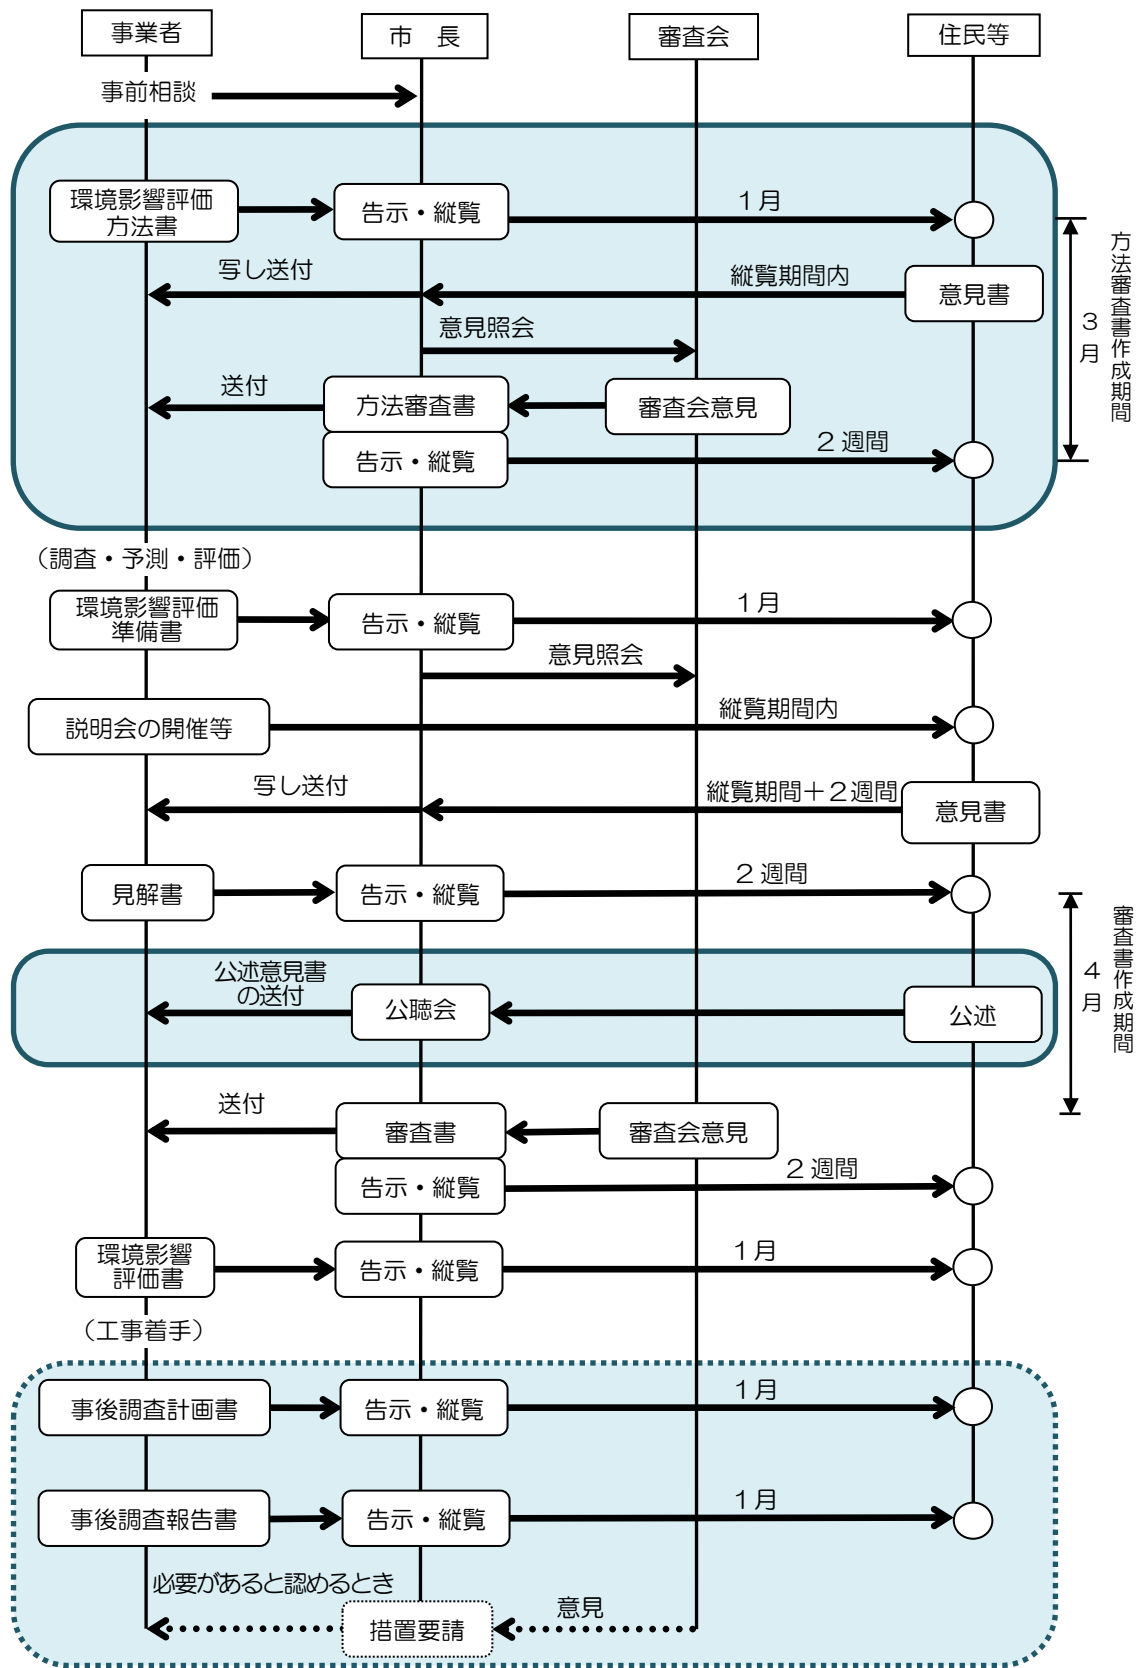 事業者
市　長
審査会
住民等
事前相談
環境影響評価
方法書
告示・縦覧
１月
写し送付
縦覧期間内
意見書
意見照会
送付
方法審査書
審査会意見
告示・縦覧
２週間
３月
方法審査書作成期間
（調査・予測・評価）
環境影響評価
準備書
告示・縦覧
１月
意見照会
説明会の開催等
縦覧期間内
写し送付
縦覧期間＋２週間
意見書
見解書
告示・縦覧
２週間
公述意見書
の送付
公聴会
公述
４月
審査書作成期間
送付
審査書
審査会意見
告示・縦覧
２週間
環境影響
評価書
告示・縦覧
１月
（工事着手）
事後調査計画書
告示・縦覧
１月
事後調査報告書
告示・縦覧
１月
必要があると認めるとき
措置要請
意見